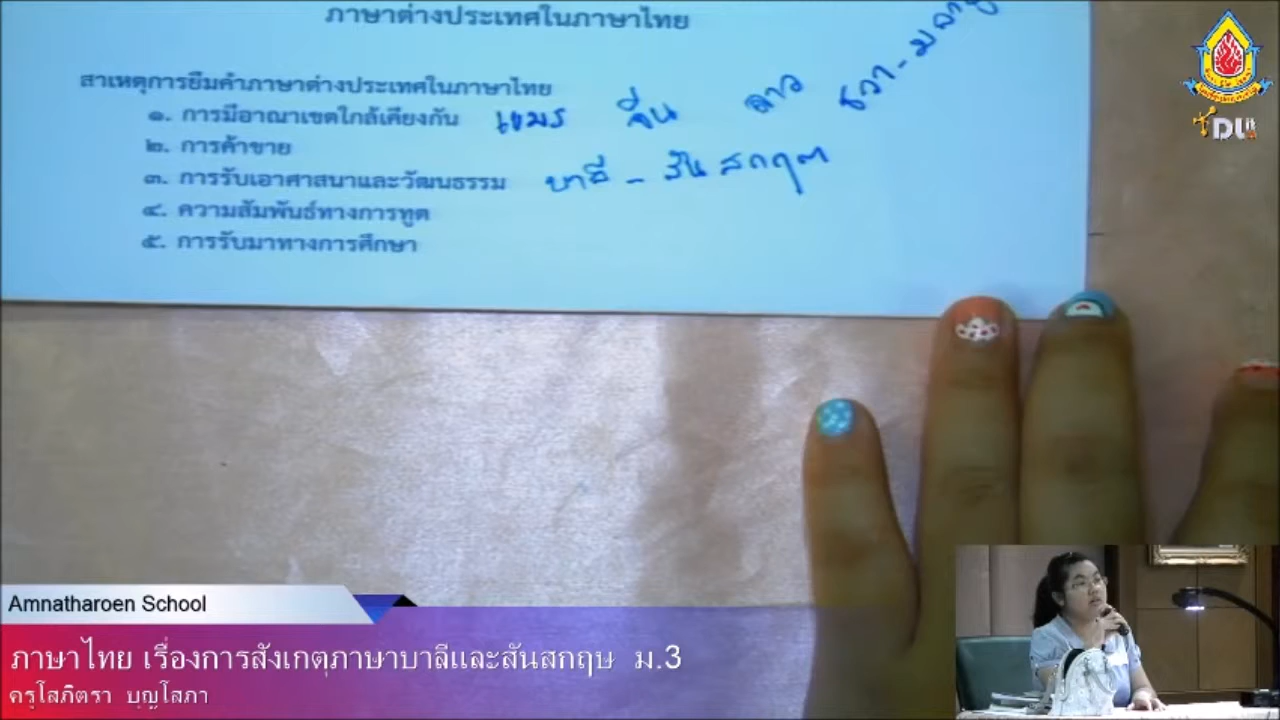 ภาษาต่างประเทศในภาษาไทย
สาเหตุการยืมคำภาษาต่างประเทศในภาษาไทย
๑. การมีอาณาเขตใกล้เคียงกัน เขมร จีน ลาว ชวา-มลายู
๒. การค้าขาย
๓. การรับเอาศาสนาและวัฒนธรรม บาลี - สันสกฤต
๔. ความสัมพันธ์ทางการทูต
๕. การรับมาทางการศึกษา
DLit
Amnatharoen School
ภาษาไทย เรื่องการสังเกตุภาษาบาลีและสันสกฤษ ม.3
ครูโสภิตรา บุญโสภา